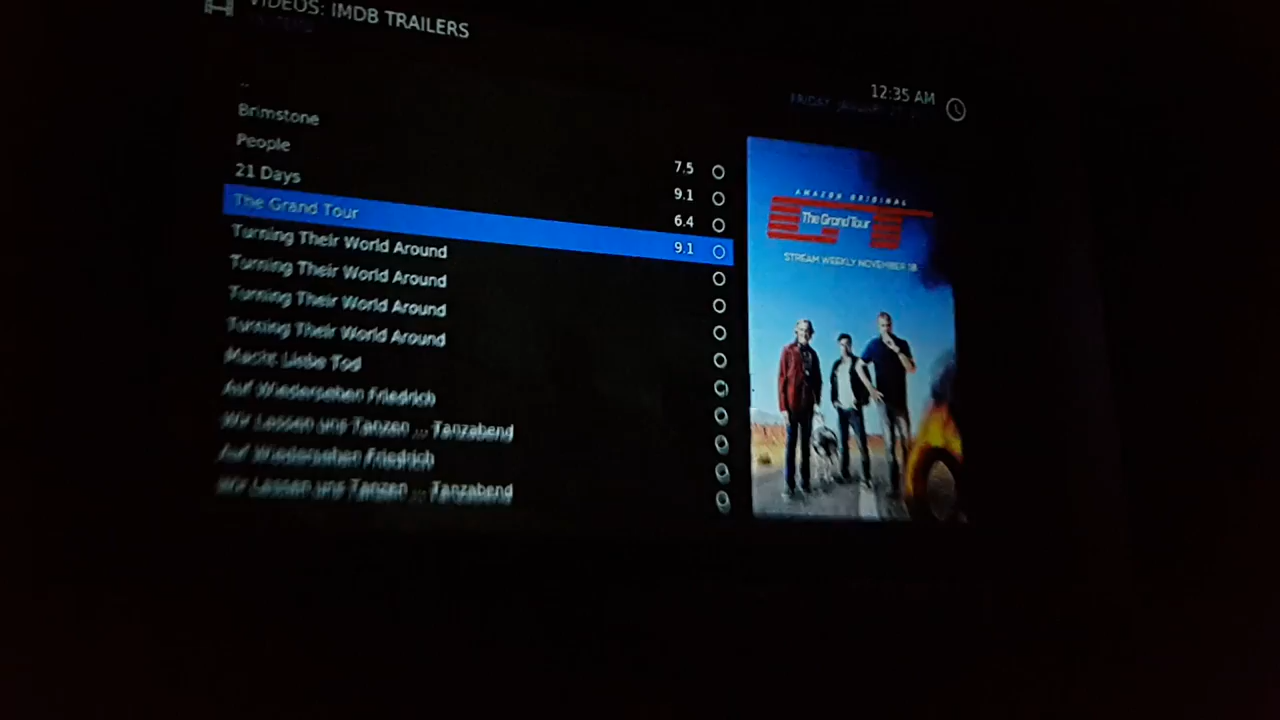 VIDEOS: IMDB TRAILERS
12:35 AM
..
Brimstone 7.5
People 9.1
21 Days 6.4
The Grand Tour 9.1
Turning Their World Around
Turning Their World Around
Turning Their World Around
Turning Their World Around
Macht Liebe Tod
Auf Wiedersehen Friedrich
Wir Lassen uns Tanzen ... Tanzabend
Auf Wiedersehen Friedrich
Wir Lassen uns Tanzen ... Tanzabend
AMAZON ORIGINAL
GT
The Grand Tour
STREAM WEEKLY NOVEMBER 18